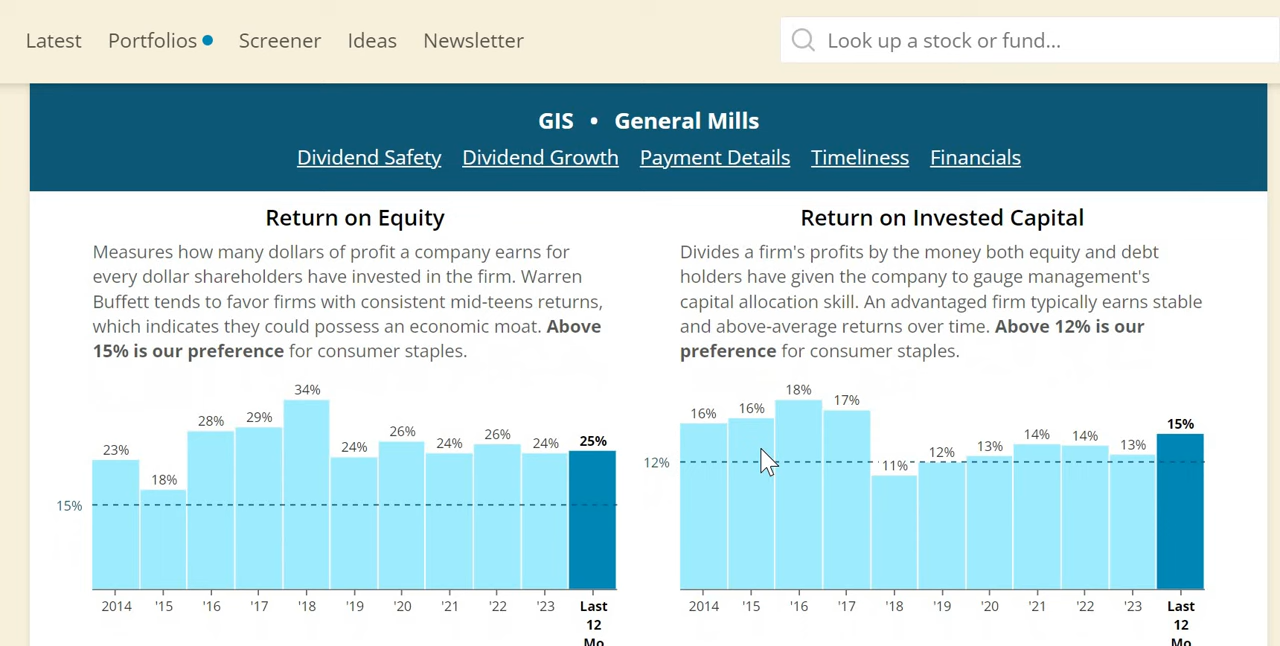 Latest Portfolios Screener Ideas Newsletter Look up a stock or fund...
GIS • General Mills
Dividend Safety Dividend Growth Payment Details Timeliness Financials
Return on Equity
Measures how many dollars of profit a company earns for
every dollar shareholders have invested in the firm. Warren
Buffett tends to favor firms with consistent mid-teens returns,
which indicates they could possess an economic moat. Above
15% is our preference for consumer staples.
34%
28% 29%
23% 18% 24% 26% 24% 26% 24% 25%
15%
2014 '15 '16 '17 '18 '19 '20 '21 '22 '23 Last
12
Mo
Return on Invested Capital
Divides a firm's profits by the money both equity and debt
holders have given the company to gauge management's
capital allocation skill. An advantaged firm typically earns stable
and above-average returns over time. Above 12% is our
preference for consumer staples.
16% 16% 18% 17% 11% 12% 13% 14% 14% 13% 15%
12%
2014 '15 '16 '17 '18 '19 '20 '21 '22 '23 Last
12
Mo